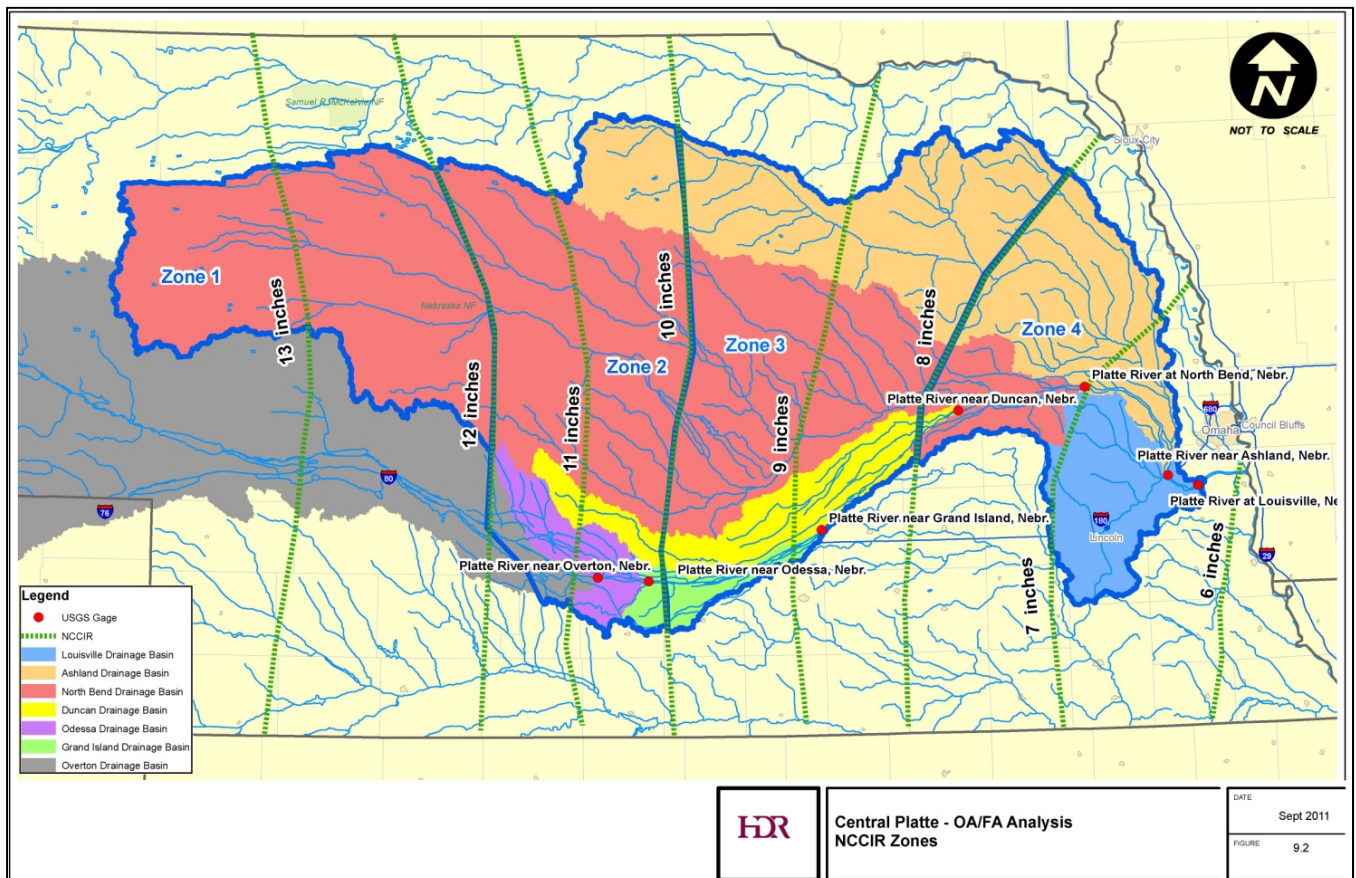 Samuel R. McKelvie NF
Sioux City
N
NOT TO SCALE
Zone 1
Nebraska NF
13 inches
12 inches
11 inches
10 inches
9 inches
8 inches
7 inches
6 inches
Zone 2
Zone 3
Zone 4
Platte River at North Bend, Nebr.
Platte River near Duncan, Nebr.
680
Omaha
Council Bluffs
Platte River near Ashland, Nebr.
Platte River at Louisville, Ne
80
76
180
Lincoln
29
Platte River near Grand Island, Nebr.
Platte River near Overton, Nebr.
Platte River near Odessa, Nebr.
Legend
USGS Gage
NCCIR
Louisville Drainage Basin
Ashland Drainage Basin
North Bend Drainage Basin
Duncan Drainage Basin
Odessa Drainage Basin
Grand Island Drainage Basin
Overton Drainage Basin
HDR
Central Platte - OA/FA Analysis
NCCIR Zones
DATE
Sept 2011
FIGURE
9.2